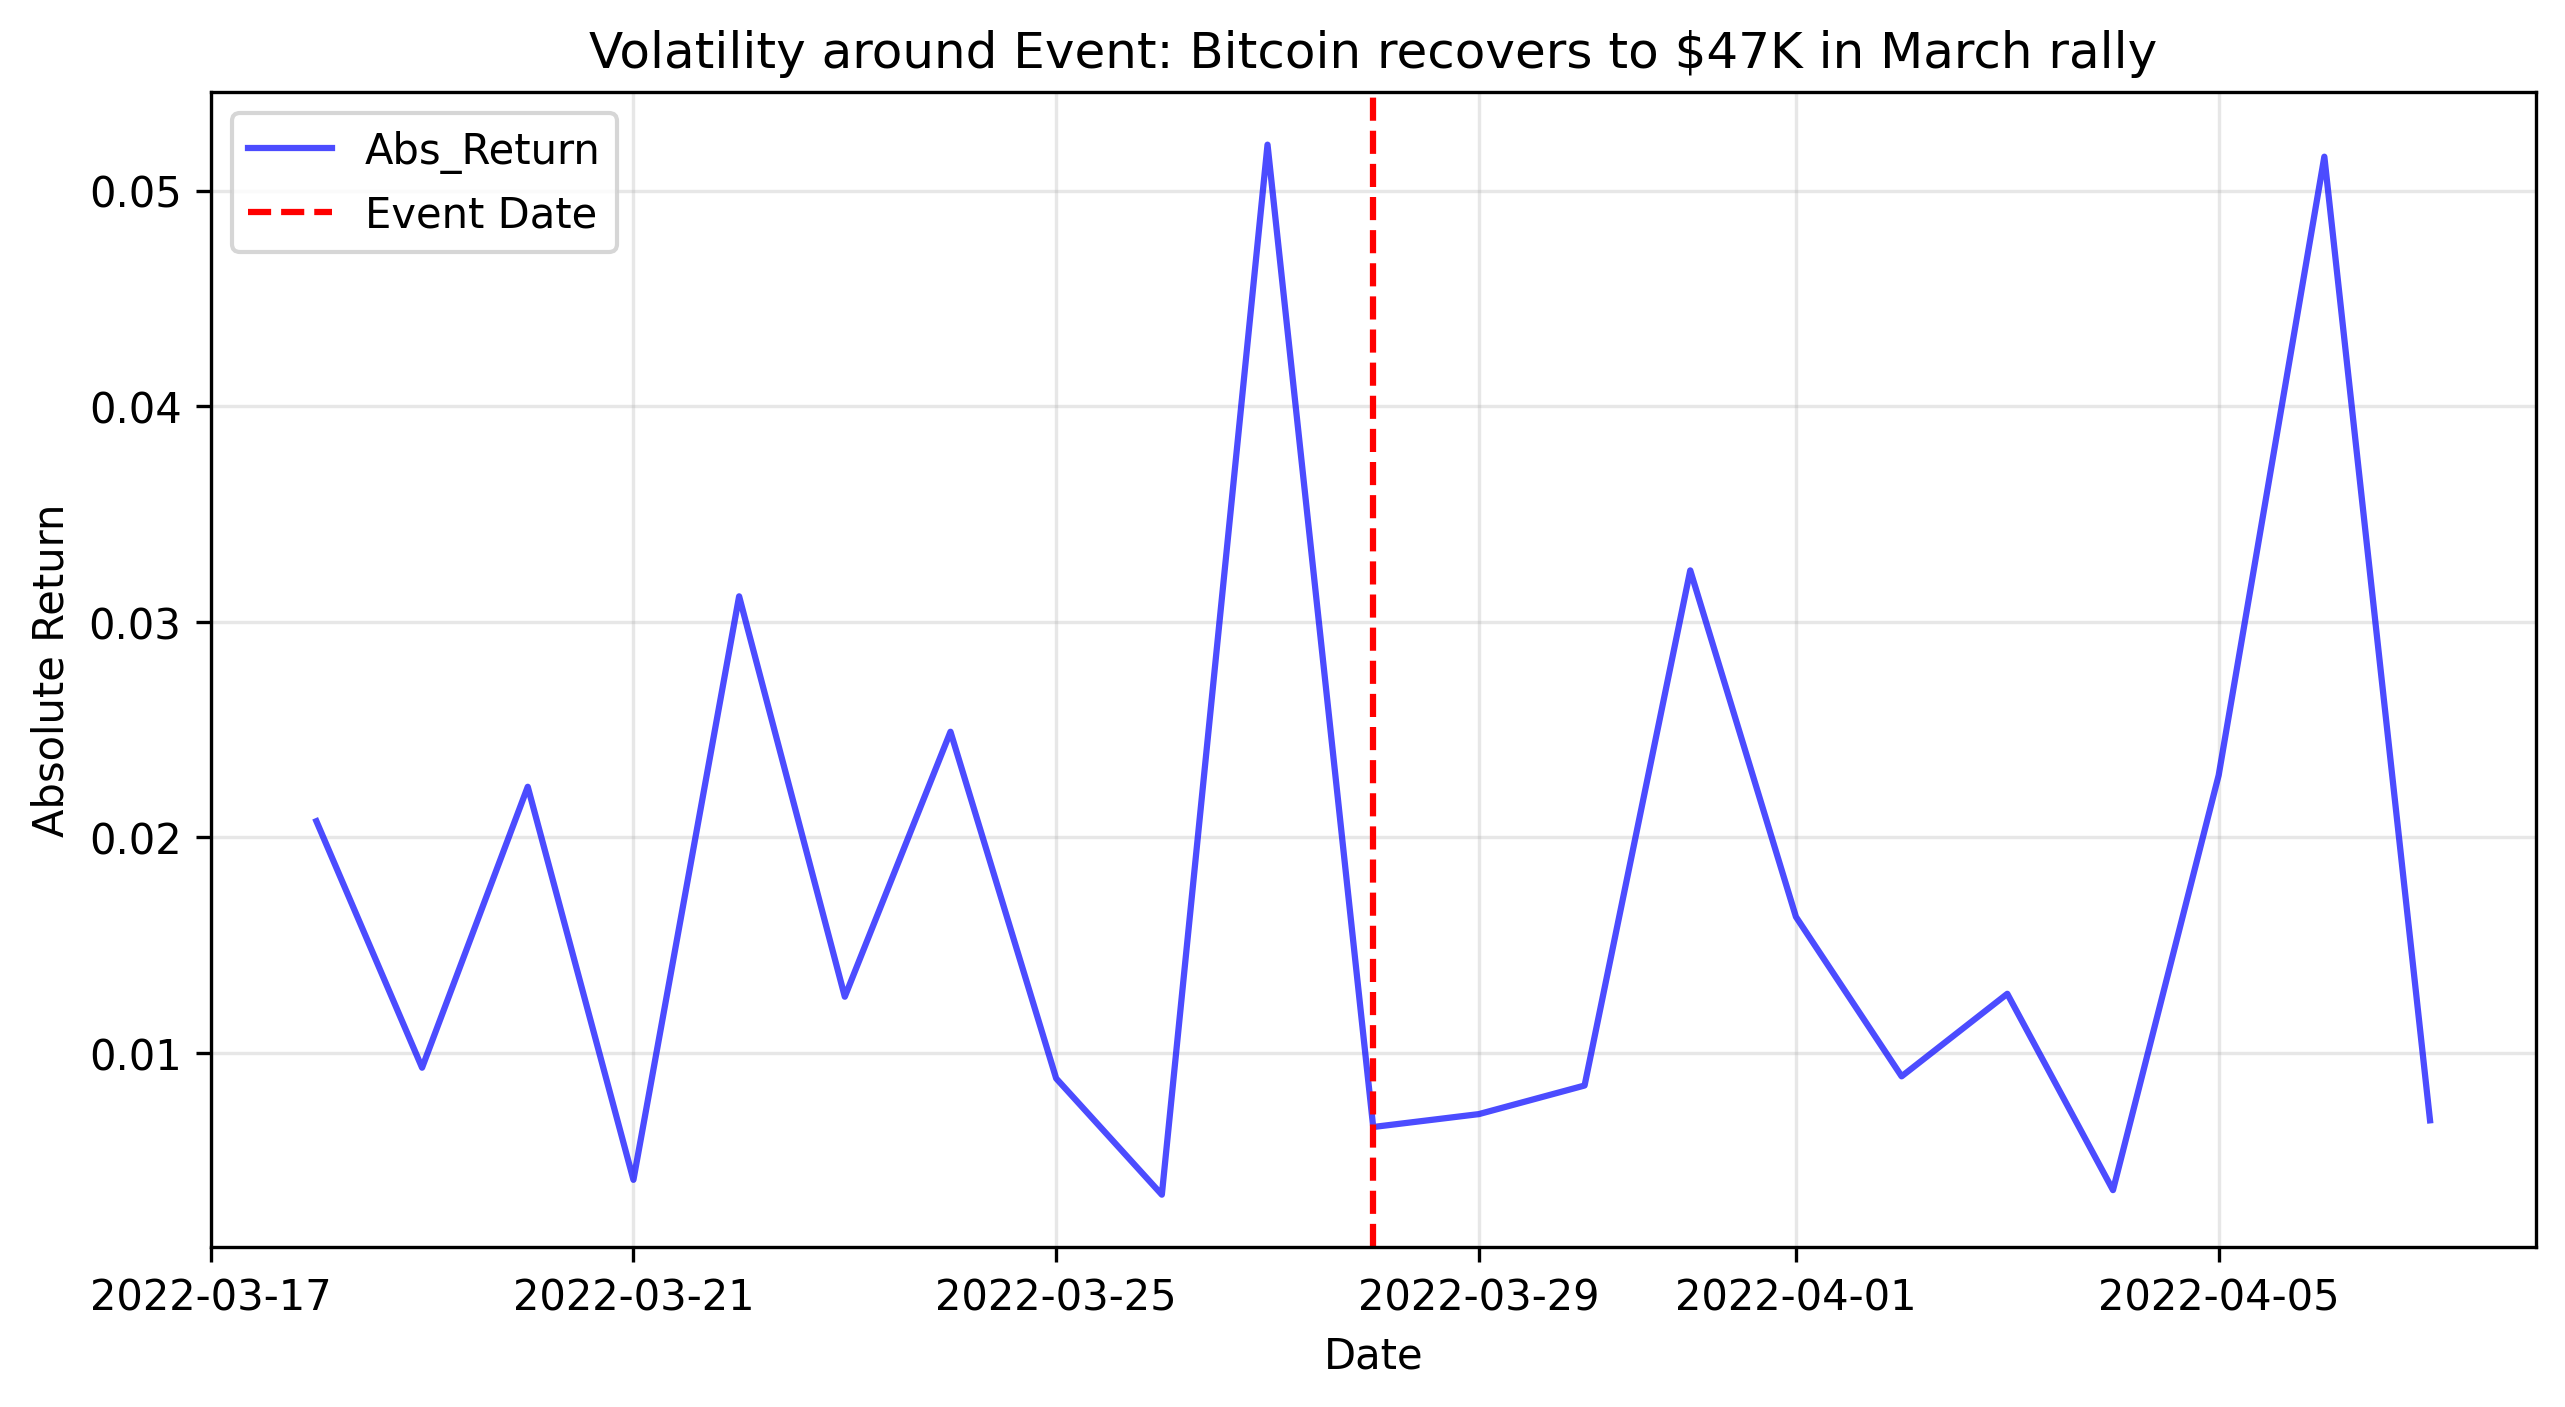 Volatility around Event: Bitcoin recovers to $47K in March rally
Abs_Return
Event Date
Absolute Return
0.05
0.04
0.03
0.02
0.01
2022-03-17 2022-03-21 2022-03-25 2022-03-29 2022-04-01 2022-04-05
Date